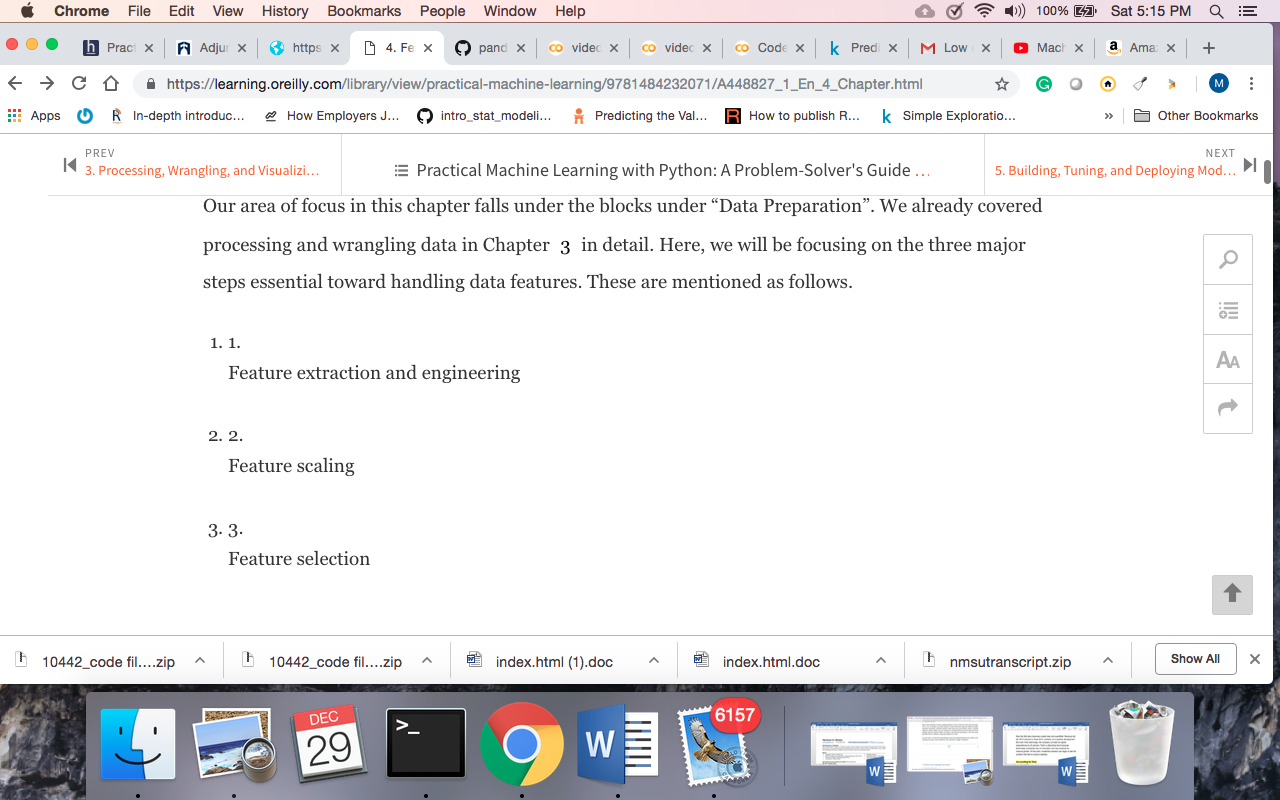 Chrome File Edit View History Bookmarks People Window Help 100% Sat 5:15 PM
Pract Adjur https 4. Fe pand videc videc Code Predi Low Mach Ama
https://learning.oreilly.com/library/view/practical-machine-learning/9781484232071/A448827_1_En_4_Chapter.html M
Apps In-depth introduc... How Employers J... intro_stat_modeli... Predicting the Val... How to publish R... Simple Exploratio... » Other Bookmarks
PREV
3. Processing, Wrangling, and Visualizi...
Practical Machine Learning with Python: A Problem-Solver's Guide ...
NEXT
5. Building, Tuning, and Deploying Mod...
Our area of focus in this chapter falls under the blocks under “Data Preparation”. We already covered
processing and wrangling data in Chapter 3 in detail. Here, we will be focusing on the three major
steps essential toward handling data features. These are mentioned as follows.
1. 1.
Feature extraction and engineering
2. 2.
Feature scaling
3. 3.
Feature selection
AA
10442_code fil....zip 10442_code fil....zip index.html (1).doc index.html.doc nmsutranscript.zip Show All
DEC
29
>_
W
6157
W
W